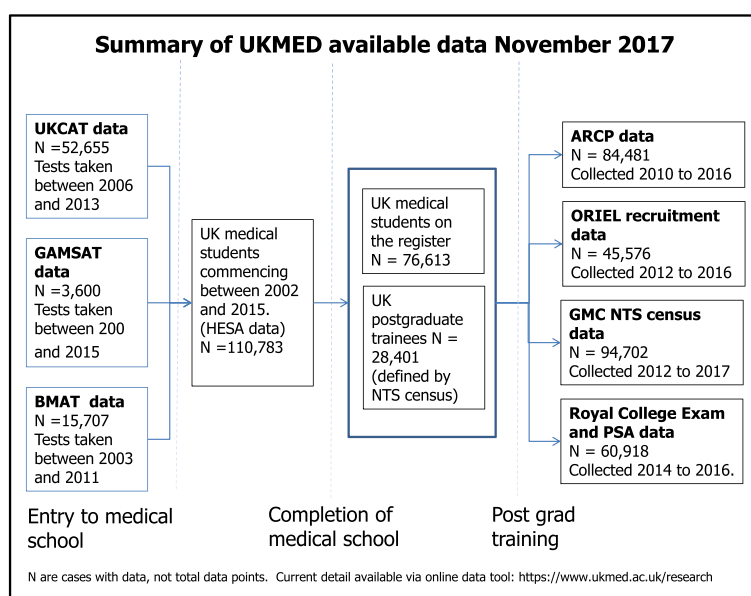 Summary of UKMED available data November 2017
UKCAT data
N =52,655
Tests taken
between 2006
and 2013
GAMSAT
data
N =3,600
Tests taken
between 200
and 2015
BMAT data
N =15,707
Tests taken
between 2003
and 2011
UK medical
students
commencing
between 2002
and 2015.
(HESA data)
N =110,783
UK medical
students on
the register
N = 76,613
UK
postgraduate
trainees N =
28,401
(defined by
NTS census)
ARCP data
N = 84,481
Collected 2010 to 2016
ORIEL recruitment
data
N = 45,576
Collected 2012 to 2016
GMC NTS census
data
N = 94,702
Collected 2012 to 2017
Royal College Exam
and PSA data
N = 60,918
Collected 2014 to 2016.
Entry to medical
school
Completion of
medical school
Post grad
training
N are cases with data, not total data points. Current detail available via online data tool: https://www.ukmed.ac.uk/research